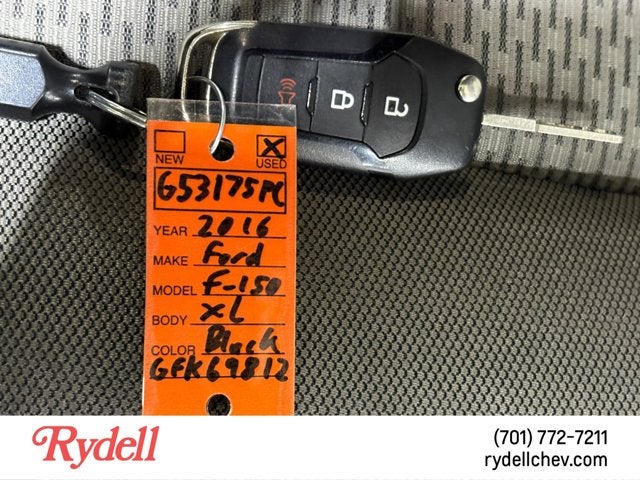 NEW
USED
G53175PC
YEAR 2016
MAKE Ford
MODEL F-150
BODY XL
COLOR Black
GFK69812
Rydell
(701) 772-7211
rydellchev.com